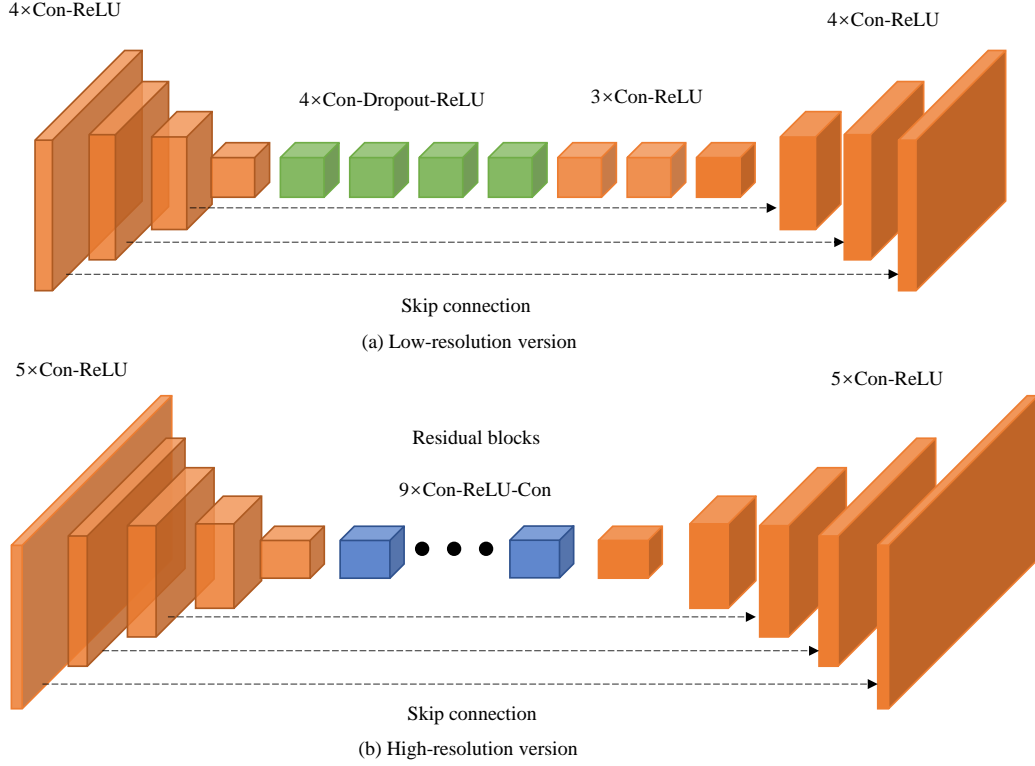 4×Con-ReLU
4×Con-ReLU
4×Con-Dropout-ReLU
3×Con-ReLU
Skip connection
(a) Low-resolution version
5×Con-ReLU
5×Con-ReLU
Residual blocks
9×Con-ReLU-Con
Skip connection
(b) High-resolution version